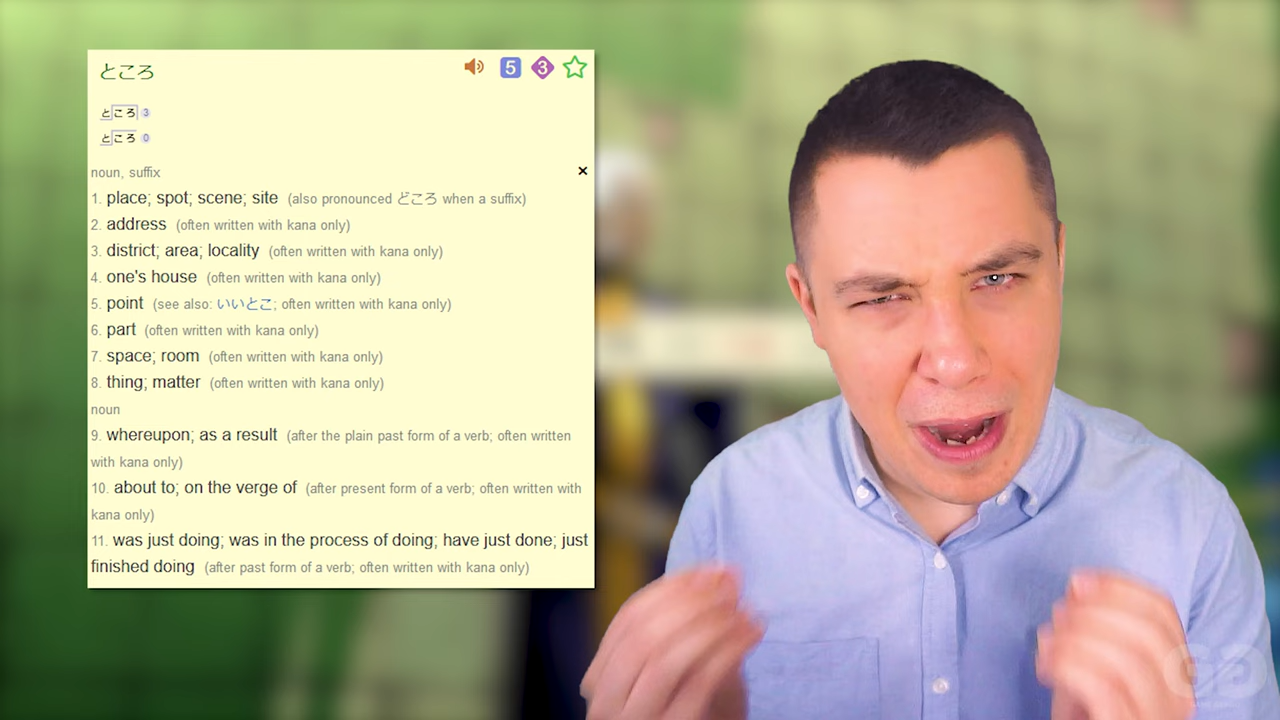 ところ
5
3
ところ 3
ところ 0
noun, suffix
1. place; spot; scene; site (also pronounced どころ when a suffix)
2. address (often written with kana only)
3. district; area; locality (often written with kana only)
4. one's house (often written with kana only)
5. point (see also: いいとこ; often written with kana only)
6. part (often written with kana only)
7. space; room (often written with kana only)
8. thing; matter (often written with kana only)
noun
9. whereupon; as a result (after the plain past form of a verb; often written
with kana only)
10. about to; on the verge of (after present form of a verb; often written with
kana only)
11. was just doing; was in the process of doing; have just done; just
finished doing (after past form of a verb; often written with kana only)